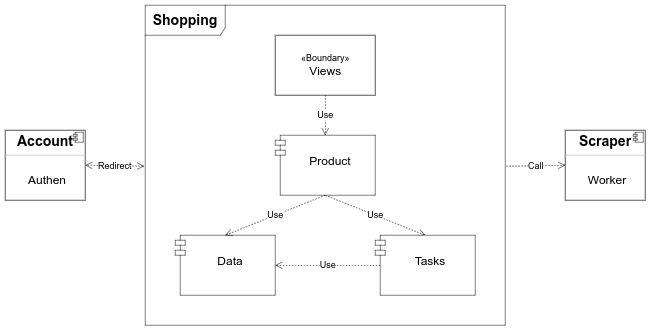 Shopping
«Boundary»
Views
Use
Account
Authen
Redirect
Product
Call
Scraper
Worker
Use
Use
Data
Use
Tasks